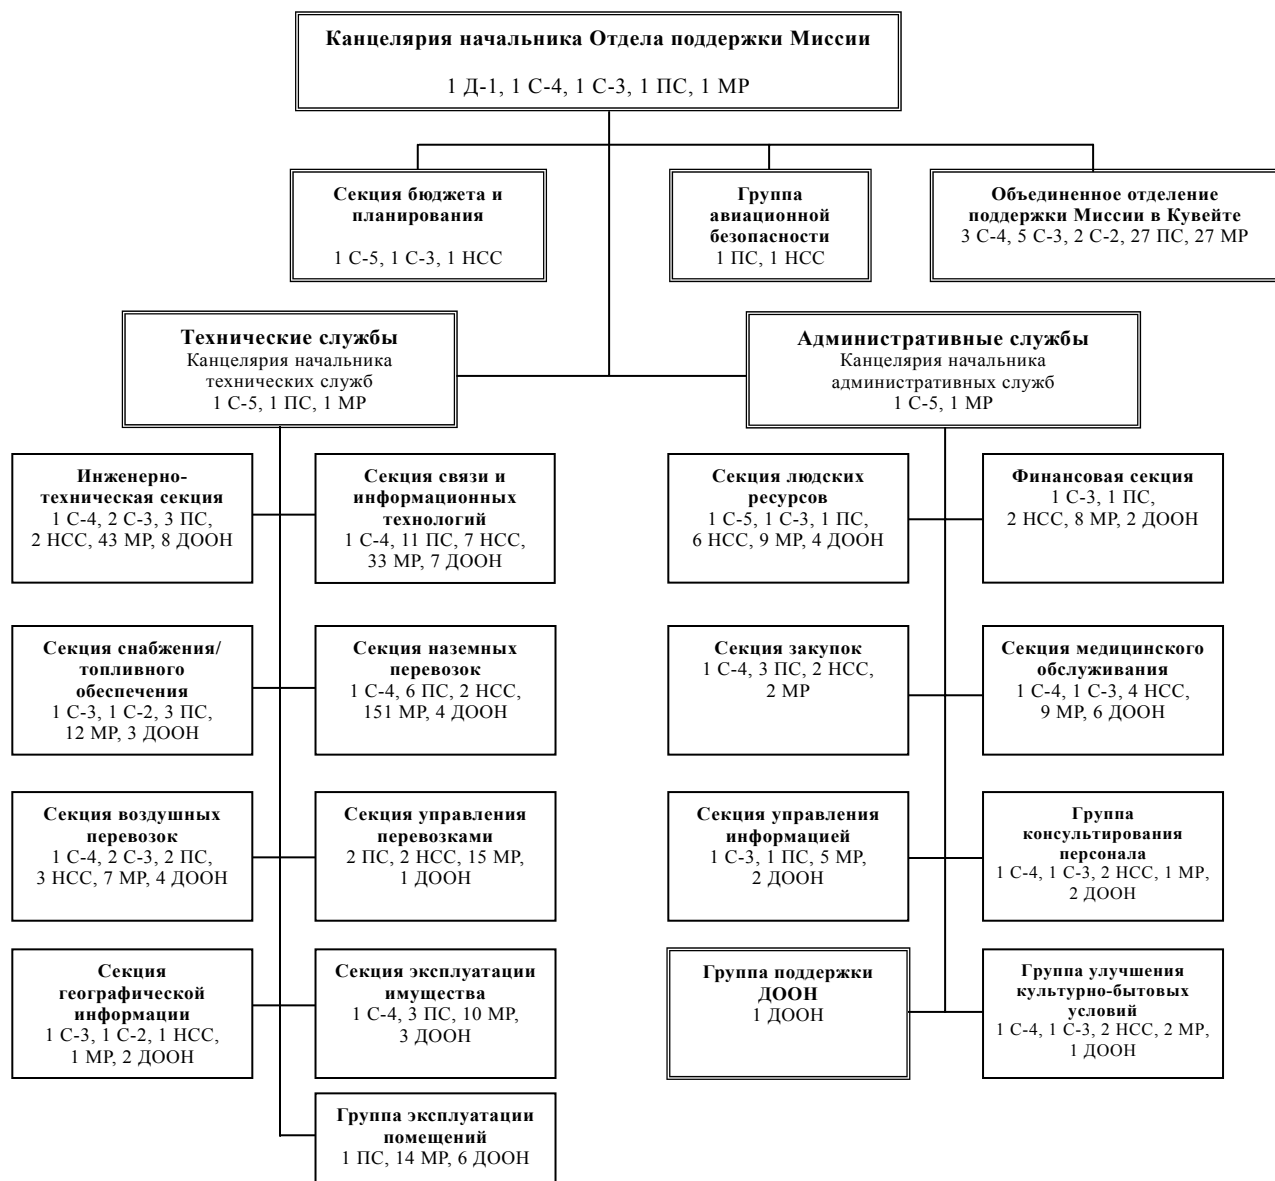 Канцелярия начальника Отдела поддержки Миссии
1 Д-1, 1 С-4, 1 С-3, 1 ПС, 1 МР
Секция бюджета и
планирования
1 С-5, 1 С-3, 1 НСС
Группа
авиационной
безопасности
1 ПС, 1 НСС
Объединенное отделение
поддержки Миссии в Кувейте
3 С-4, 5 С-3, 2 С-2, 27 ПС, 27 МР
Технические службы
Канцелярия начальника
технических служб
1 С-5, 1 ПС, 1 МР
Административные службы
Канцелярия начальника
административных служб
1 С-5, 1 МР
Инженерно-
техническая секция
1 С-4, 2 С-3, 3 ПС,
2 НСС, 43 МР, 8 ДООН
Секция связи и
информационных
технологий
1 С-4, 11 ПС, 7 НСС,
33 МР, 7 ДООН
Секция людских
ресурсов
1 С-5, 1 С-3, 1 ПС,
6 НСС, 9 МР, 4 ДООН
Финансовая секция
1 С-3, 1 ПС,
2 НСС, 8 МР, 2 ДООН
Секция снабжения/
топливного
обеспечения
1 С-3, 1 С-2, 3 ПС,
12 МР, 3 ДООН
Секция наземных
перевозок
1 С-4, 6 ПС, 2 НСС,
151 МР, 4 ДООН
Секция закупок
1 С-4, 3 ПС, 2 НСС,
2 МР
Секция медицинского
обслуживания
1 С-4, 1 С-3, 4 НСС,
9 МР, 6 ДООН
Секция воздушных
перевозок
1 С-4, 2 С-3, 2 ПС,
3 НСС, 7 МР, 4 ДООН
Секция управления
перевозками
2 ПС, 2 НСС, 15 МР,
1 ДООН
Секция управления
информацией
1 С-3, 1 ПС, 5 МР,
2 ДООН
Группа
консультирования
персонала
1 С-4, 1 С-3, 2 НСС, 1 МР,
2 ДООН
Секция
географической
информации
1 С-3, 1 С-2, 1 НСС,
1 МР, 2 ДООН
Секция эксплуатации
имущества
1 С-4, 3 ПС, 10 МР,
3 ДООН
Группа поддержки
ДООН
1 ДООН
Группа улучшения
культурно-бытовых
условий
1 С-4, 1 С-3, 2 НСС, 2 МР,
1 ДООН
Группа эксплуатации
помещений
1 ПС, 14 МР, 6 ДООН